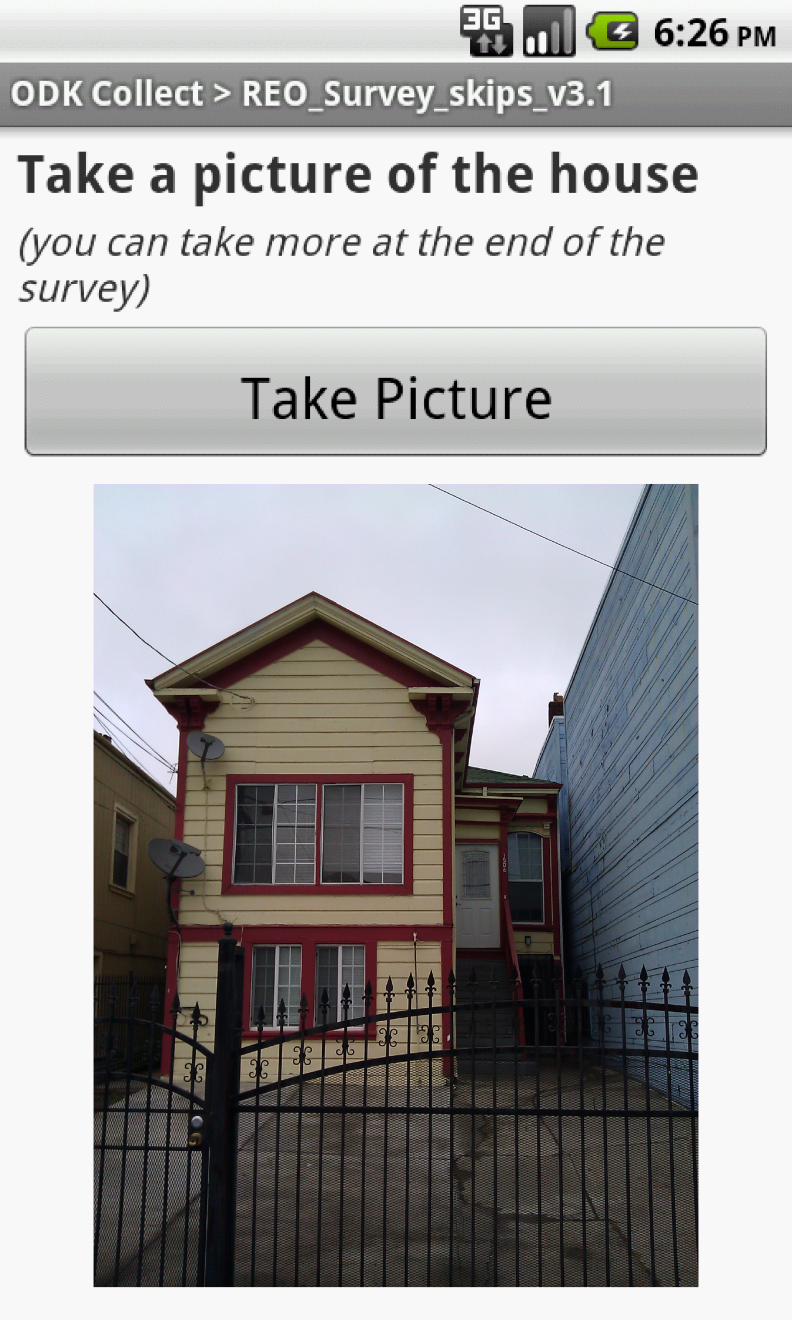 3G 6:26 PM
ODK Collect > REO_Survey_skips_v3.1
Take a picture of the house
(you can take more at the end of the
survey)
Take Picture